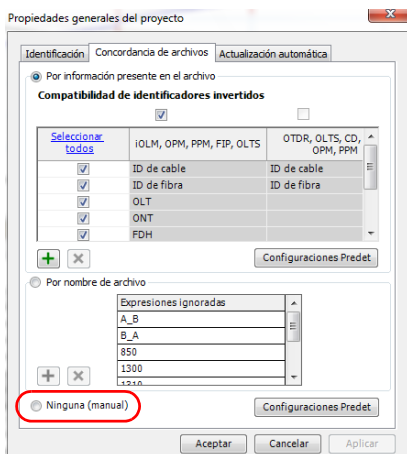 Propiedades generales del proyecto
Identificación Concordancia de archivos Actualización automática
Por información presente en el archivo
Compatibilidad de identificadores invertidos
Seleccionar todos iOLM, OPM, PPM, FIP, OLTS OTDR, OLTS, CD, OPM, PPM
ID de cable ID de cable
ID de fibra ID de fibra
OLT
ONT
FDH
Configuraciones Predet
Por nombre de archivo
Expresiones ignoradas
A_B
B_A
850
1300
1310
Ninguna (manual) Configuraciones Predet
Aceptar Cancelar Aplicar